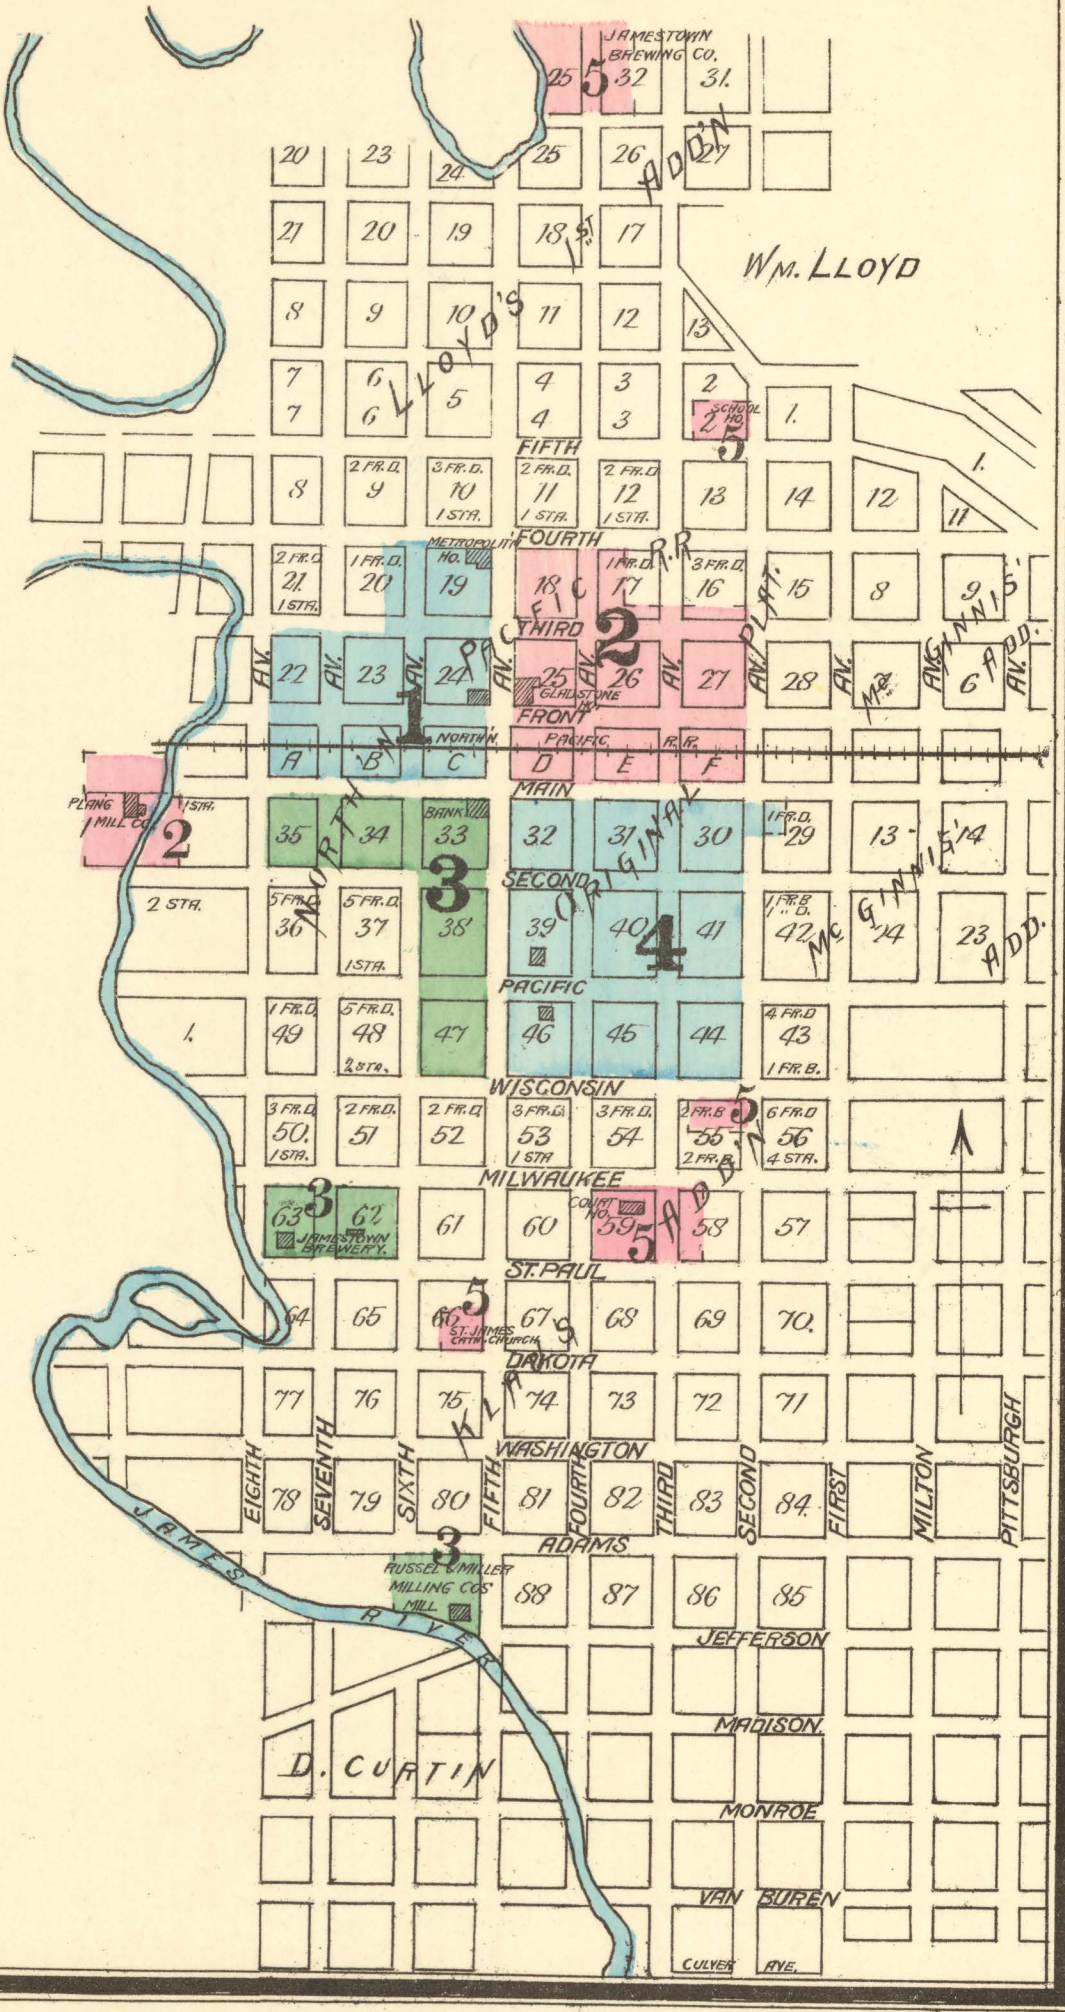 JAMESTOWN
BREWING CO.
25 5 32 31.
20 23 24 25 26 27
ADD'N
21 20 19 18 17
1ST
WM. LLOYD
8 9 10 11 12 13
LLOYD'S
7 6 5 4 3 2
7 6 4 3 2 1.
SCHOOL
HO.
5
FIFTH
1.
2 FR.D. 3 FR.D. 2 FR.D. 2 FR.D
8 9 10 11 12 13 14 12 11
1 STA. 1 STA. 1 STA.
FOURTH
METROPOLITN
HO.
2 FR.D. 1 FR.D. 1 FR.D. 3 FR.D.
21. 20 19 18 17 16 15 8 9
1 STA.
NORTH PACIFIC R.R. PLAT.
THIRD
2
McGINNIS' ADD.
AV. AV. AV. AV. AV. AV. AV. AV. AV. AV.
22 23 24 25 26 27 28 6
GLADSTONE
HO.
1
FRONT
NORTH'N. PACIFIC R.R.
A B C D E F
MAIN
PLANG
MILL CO.
1
1 STA.
2
BANK
1 FR.D.
35 34 33 32 31 30 29 13 14
ORIGINAL
SECOND
3
2 STA.
5 FR.D. 5 FR.D. 1 FR.B
1 " D.
36 37 38 39 40 41 42 24 23
1 STA.
4
McGINNIS' ADD.
PACIFIC
1 FR.D. 5 FR.D. 4 FR.D
1. 49 48 47 46 45 44 43
2 STA. 1 FR.B.
WISCONSIN
5
3 FR.D. 2 FR.D. 2 FR.D. 3 FR.D. 3 FR.D. 2 FR.B 6 FR.D
50. 51 52 53 54 55 56
1 STA. 1 STA 2 FR.B. 4 STA.
MILWAUKEE
3
COURT
HO.
63 62 61 60 59 58 57
JAMESTOWN
BREWERY.
5
ST. PAUL
5
64 65 66 67 68 69 70.
ST. JAMES
CATH. CHURCH
DAKOTA
KLAUS ADD'N
77 76 75 74 73 72 71
WASHINGTON
EIGHTH SEVENTH SIXTH FIFTH FOURTH THIRD SECOND FIRST MILTON PITTSBURGH
78 79 80 81 82 83 84.
ADAMS
3
RUSSEL & MILLER
MILLING CO'S
MILL
88 87 86 85
JAMES RIVER
JEFFERSON
MADISON.
D. CURTIN
MONROE
VAN BUREN
CULVER AVE.